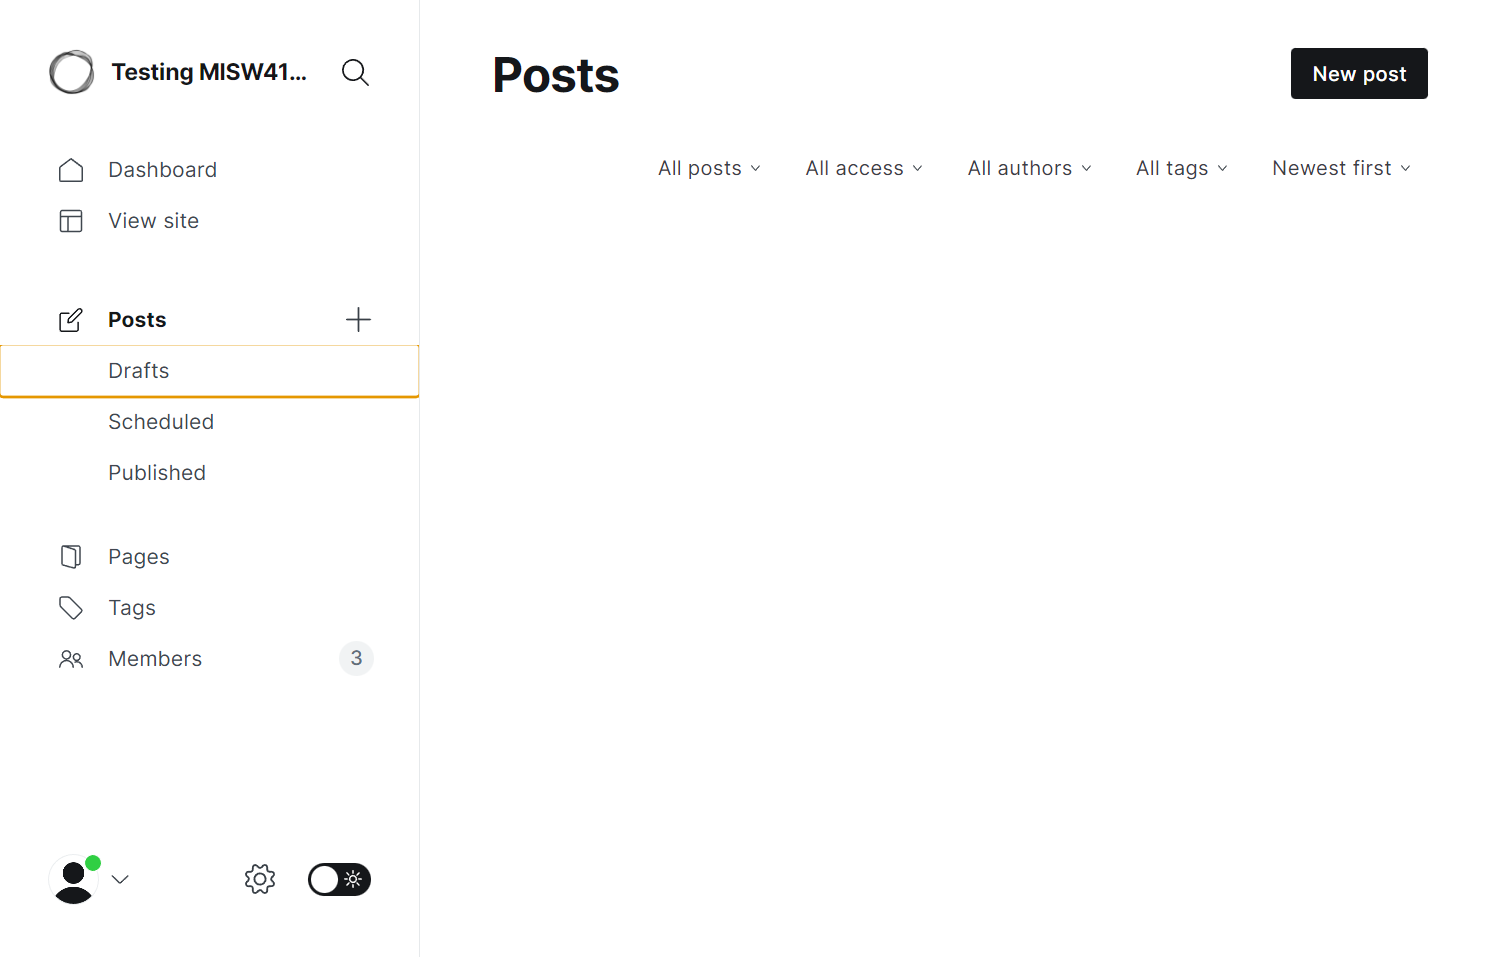 Testing MISW41...
Dashboard
View site
Posts
Drafts
Scheduled
Published
Pages
Tags
Members 3
Posts
New post
All posts All access All authors All tags Newest first